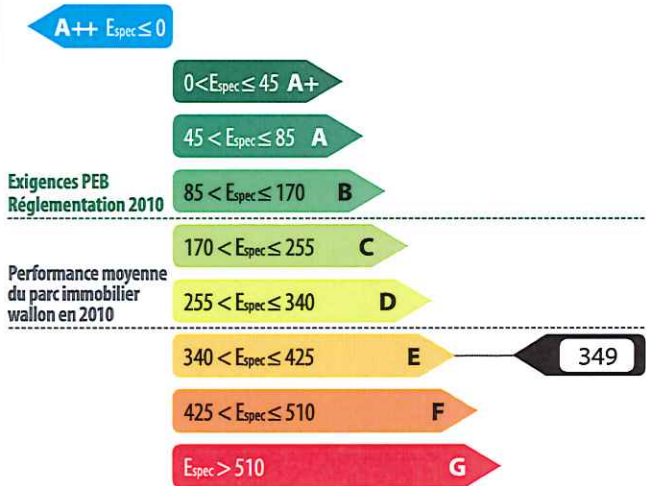 A++ Espec ≤ 0
0 < Espec ≤ 45 A+
45 < Espec ≤ 85 A
Exigences PEB
Réglementation 2010
85 < Espec ≤ 170 B
170 < Espec ≤ 255 C
Performance moyenne
du parc immobilier
wallon en 2010
255 < Espec ≤ 340 D
340 < Espec ≤ 425 E
349
425 < Espec ≤ 510 F
Espec > 510 G